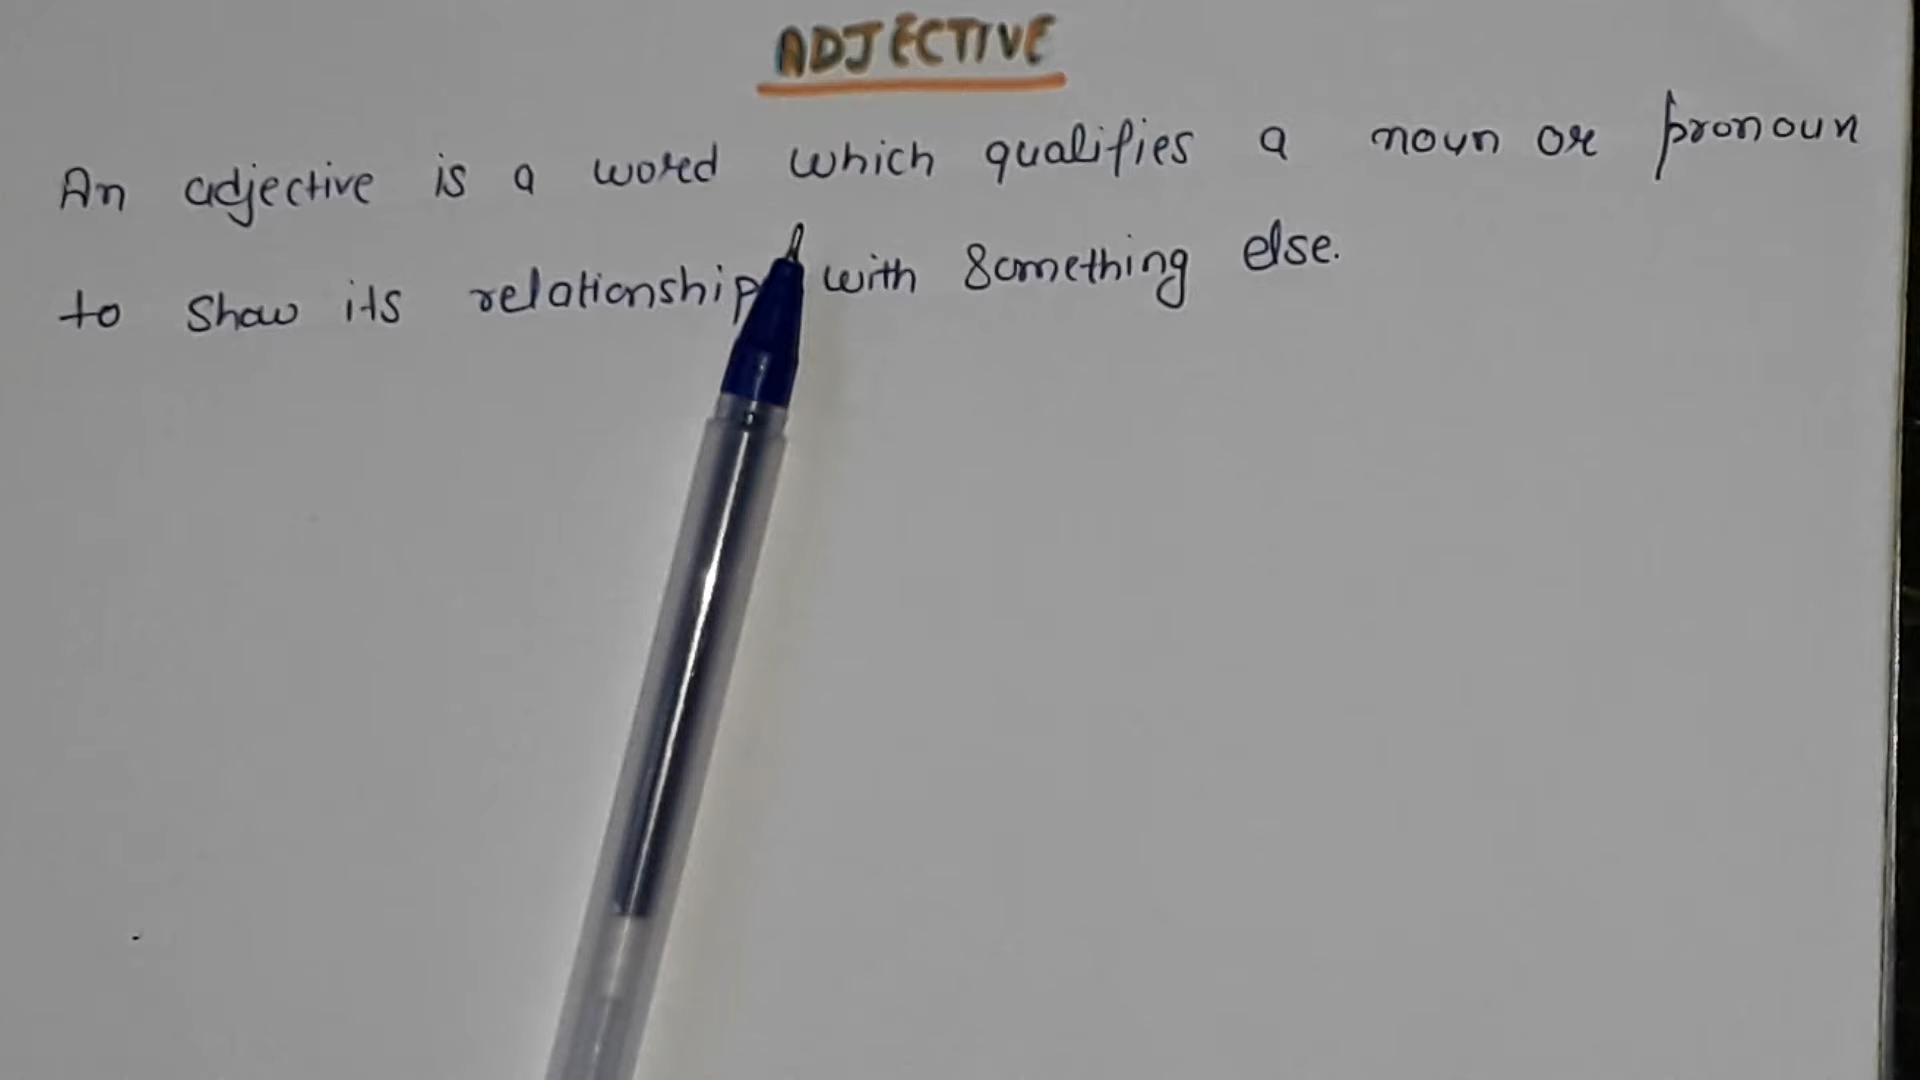 ADJECTIVE
An adjective is a word which qualifies a noun or pronoun
to show its relationship with something else.